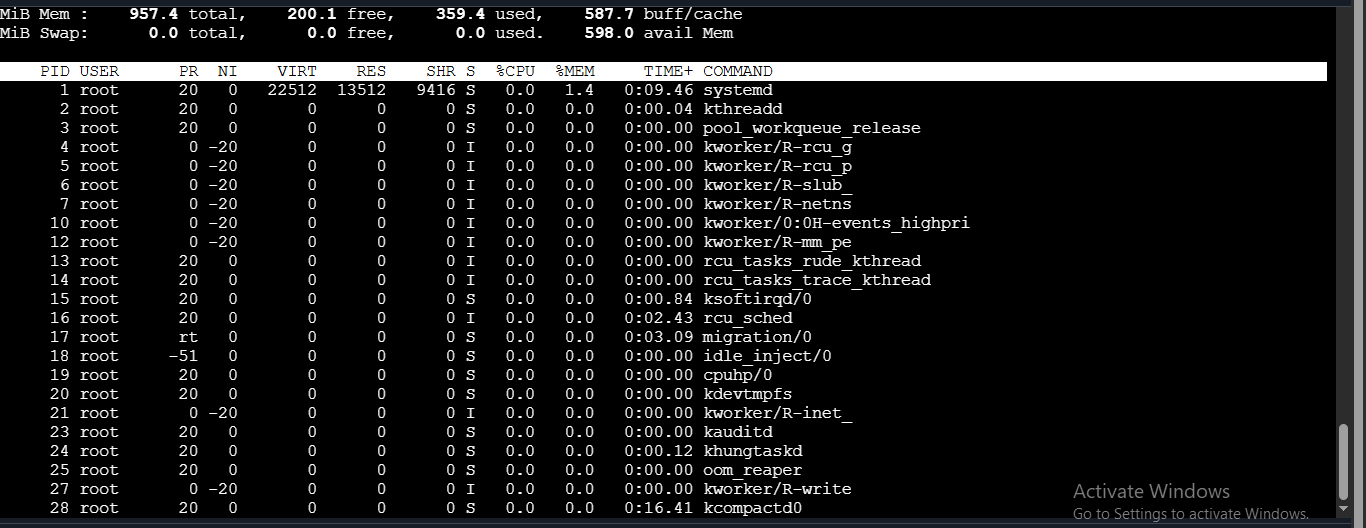 MiB Mem :    957.4 total,    200.1 free,    359.4 used,    587.7 buff/cache
MiB Swap:      0.0 total,      0.0 free,      0.0 used.    598.0 avail Mem
PID USER      PR  NI    VIRT    RES    SHR S  %CPU  %MEM     TIME+ COMMAND
1 root      20   0   22512  13512   9416 S   0.0   1.4   0:09.46 systemd
2 root      20   0       0      0      0 S   0.0   0.0   0:00.04 kthreadd
3 root      20   0       0      0      0 S   0.0   0.0   0:00.00 pool_workqueue_release
4 root       0 -20       0      0      0 I   0.0   0.0   0:00.00 kworker/R-rcu_g
5 root       0 -20       0      0      0 I   0.0   0.0   0:00.00 kworker/R-rcu_p
6 root       0 -20       0      0      0 I   0.0   0.0   0:00.00 kworker/R-slub_
7 root       0 -20       0      0      0 I   0.0   0.0   0:00.00 kworker/R-netns
10 root       0 -20       0      0      0 I   0.0   0.0   0:00.00 kworker/0:0H-events_highpri
12 root       0 -20       0      0      0 I   0.0   0.0   0:00.00 kworker/R-mm_pe
13 root      20   0       0      0      0 I   0.0   0.0   0:00.00 rcu_tasks_rude_kthread
14 root      20   0       0      0      0 I   0.0   0.0   0:00.00 rcu_tasks_trace_kthread
15 root      20   0       0      0      0 S   0.0   0.0   0:00.84 ksoftirqd/0
16 root      20   0       0      0      0 I   0.0   0.0   0:02.43 rcu_sched
17 root      rt   0       0      0      0 S   0.0   0.0   0:03.09 migration/0
18 root     -51   0       0      0      0 S   0.0   0.0   0:00.00 idle_inject/0
19 root      20   0       0      0      0 S   0.0   0.0   0:00.00 cpuhp/0
20 root      20   0       0      0      0 S   0.0   0.0   0:00.00 kdevtmpfs
21 root       0 -20       0      0      0 I   0.0   0.0   0:00.00 kworker/R-inet_
23 root      20   0       0      0      0 S   0.0   0.0   0:00.00 kauditd
24 root      20   0       0      0      0 S   0.0   0.0   0:00.12 khungtaskd
25 root      20   0       0      0      0 S   0.0   0.0   0:00.00 oom_reaper
27 root       0 -20       0      0      0 I   0.0   0.0   0:00.00 kworker/R-write
28 root      20   0       0      0      0 S   0.0   0.0   0:16.41 kcompactd0
Activate Windows
Go to Settings to activate Windows.